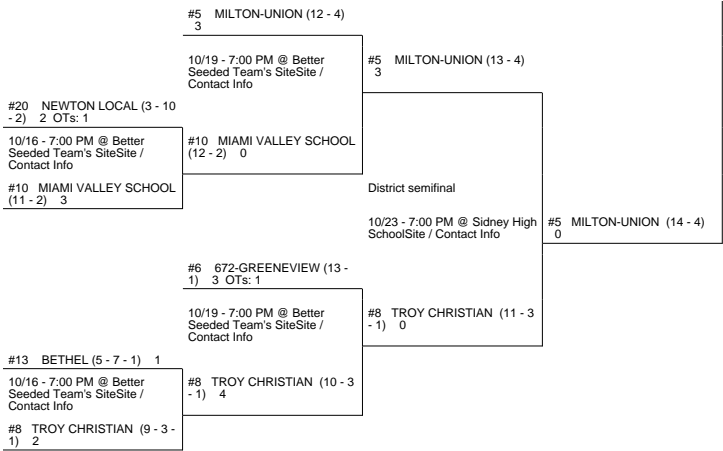 #5 MILTON-UNION (12 - 4)
3
10/19 - 7:00 PM @ Better
Seeded Team's SiteSite /
Contact Info
#5 MILTON-UNION (13 - 4)
3
#20 NEWTON LOCAL (3 - 10
- 2) 2 OTs: 1
10/16 - 7:00 PM @ Better
Seeded Team's SiteSite /
Contact Info
#10 MIAMI VALLEY SCHOOL
(12 - 2) 0
#10 MIAMI VALLEY SCHOOL
(11 - 2) 3
District semifinal
10/23 - 7:00 PM @ Sidney High
SchoolSite / Contact Info
#5 MILTON-UNION (14 - 4)
0
#6 672-GREENEVIEW (13 -
1) 3 OTs: 1
10/19 - 7:00 PM @ Better
Seeded Team's SiteSite /
Contact Info
#8 TROY CHRISTIAN (11 - 3
- 1) 0
#13 BETHEL (5 - 7 - 1) 1
10/16 - 7:00 PM @ Better
Seeded Team's SiteSite /
Contact Info
#8 TROY CHRISTIAN (10 - 3
- 1) 4
#8 TROY CHRISTIAN (9 - 3 -
1) 2